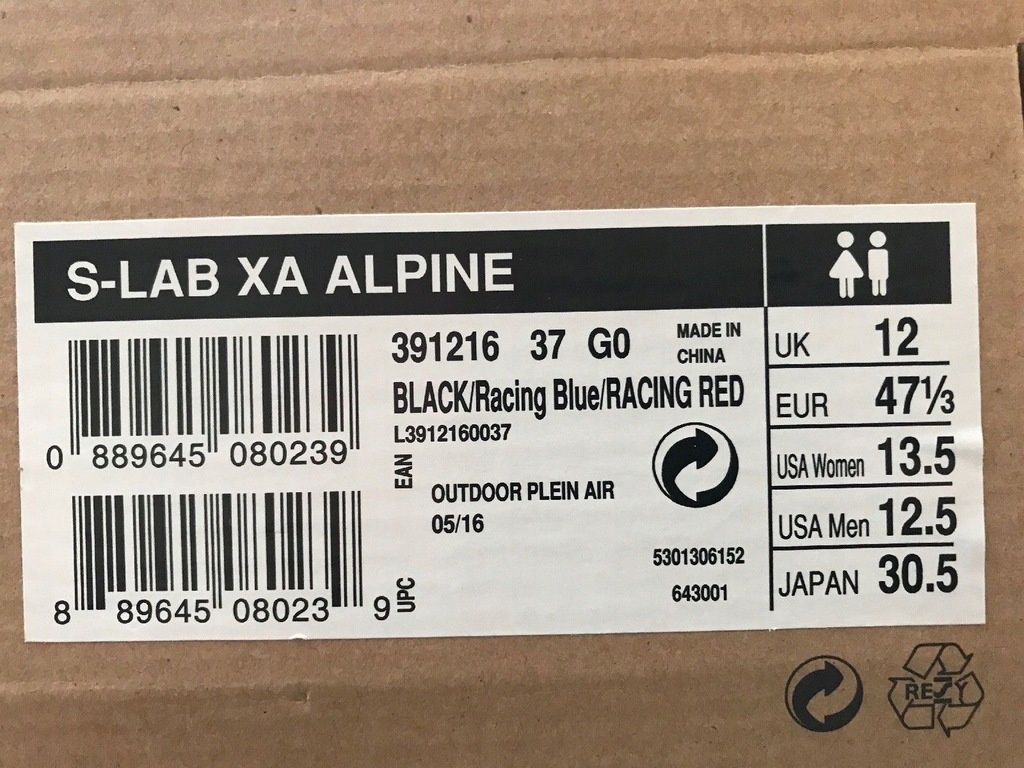 S-LAB XA ALPINE
391216 37 G0 MADE IN
CHINA
BLACK/Racing Blue/RACING RED
L3912160037
0 889645 080239
EAN
OUTDOOR PLEIN AIR
05/16
5301306152
643001
8 89645 08023 9
UPC
UK 12
EUR 47⅓
USA Women 13.5
USA Men 12.5
JAPAN 30.5
RESY